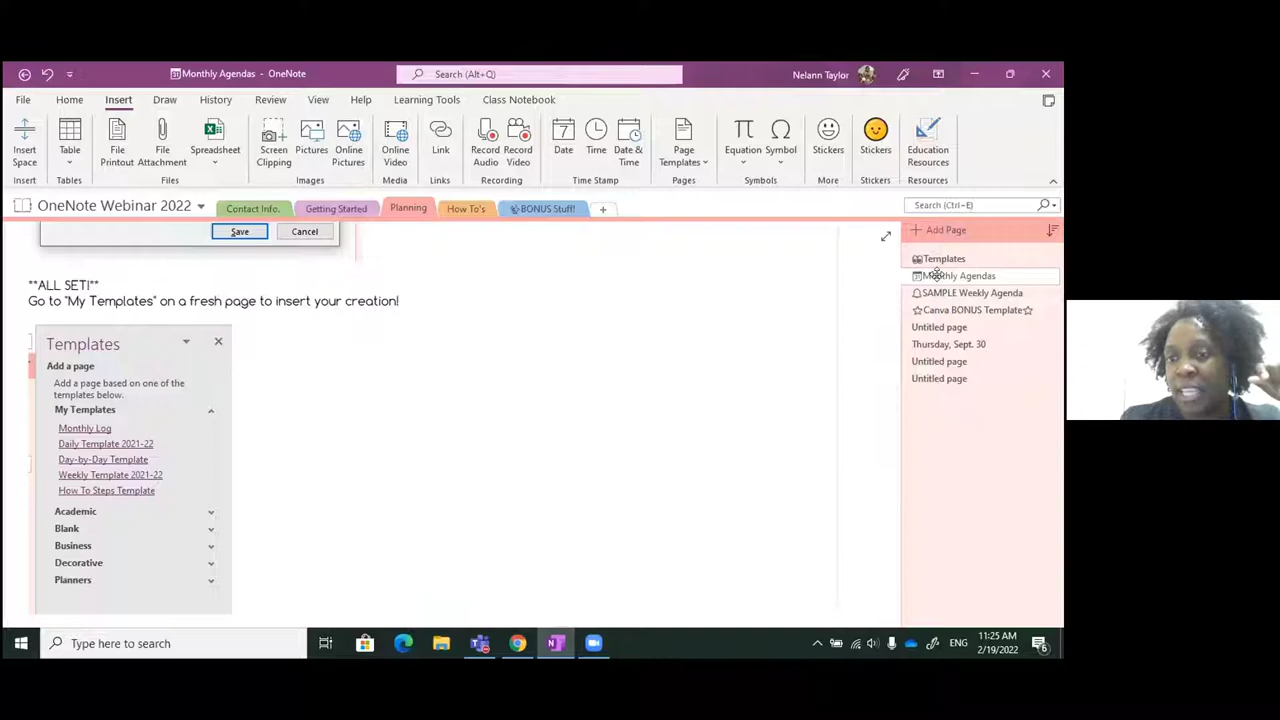 Monthly Agendas - OneNote
Search (Alt+Q)
Nelann Taylor
File Home Insert Draw History Review View Help Learning Tools Class Notebook
Insert Space
Table
File Printout
File Attachment
Spreadsheet
Screen Clipping
Pictures
Online Pictures
Online Video
Link
Record Audio
Record Video
Date
Time
Date & Time
Page Templates
Equation
Symbol
Stickers
Stickers
Education Resources
Insert Tables Files Images Media Links Recording Time Stamp Pages Symbols More Stickers Resources
OneNote Webinar 2022
Contact Info. Getting Started Planning How To's BONUS Stuff! +
Search (Ctrl+E)
Save Cancel
**ALL SET!**
Go to "My Templates" on a fresh page to insert your creation!
Templates
Add a page
Add a page based on one of the
templates below.
My Templates
Monthly Log
Daily Template 2021-22
Day-by-Day Template
Weekly Template 2021-22
How To Steps Template
Academic
Blank
Business
Decorative
Planners
Add Page
Templates
Monthly Agendas
SAMPLE Weekly Agenda
☆Canva BONUS Template☆
Untitled page
Thursday, Sept. 30
Untitled page
Untitled page
Type here to search
ENG
11:25 AM
2/19/2022
6